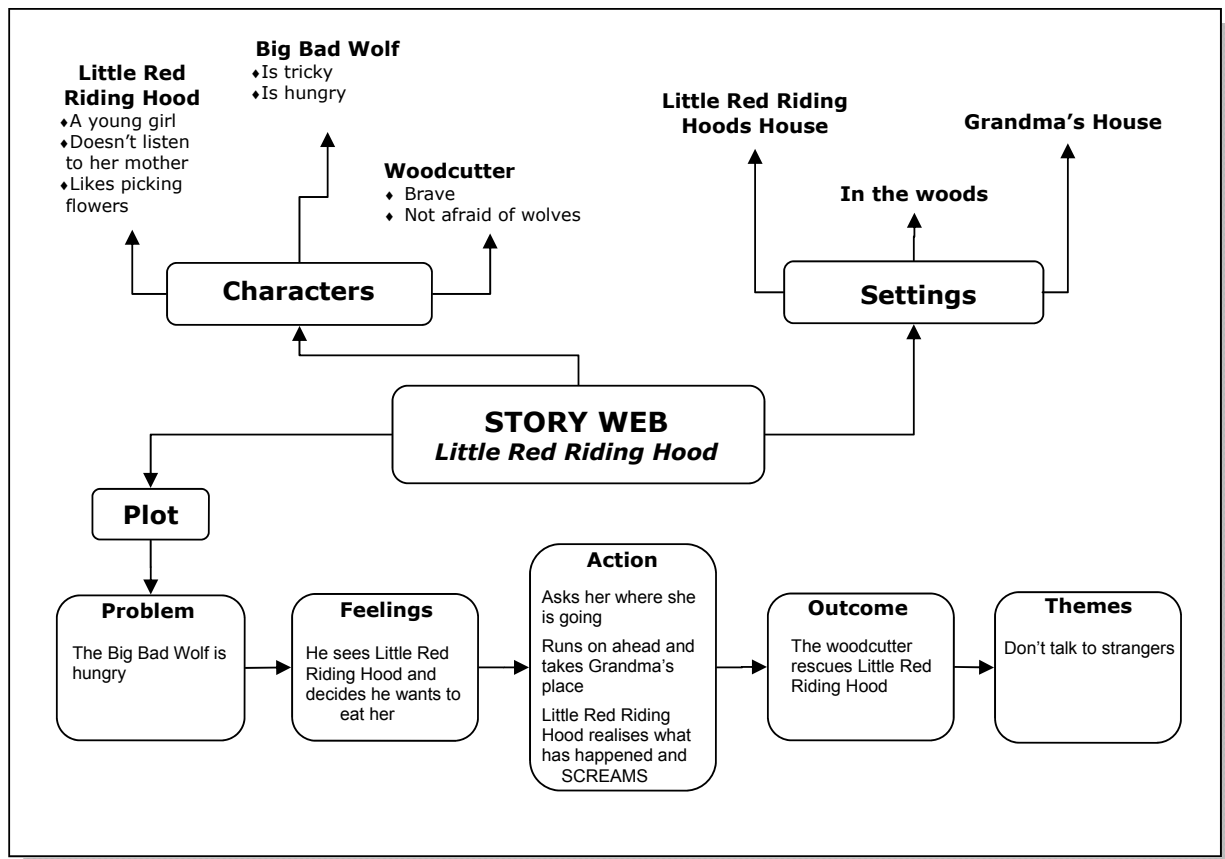 Little Red
Riding Hood
♦A young girl
♦Doesn’t listen
to her mother
♦Likes picking
flowers
Big Bad Wolf
♦Is tricky
♦Is hungry
Woodcutter
♦ Brave
♦ Not afraid of wolves
Characters
Little Red Riding
Hoods House
In the woods
Grandma’s House
Settings
STORY WEB
Little Red Riding Hood
Plot
Problem
The Big Bad Wolf is
hungry
Feelings
He sees Little Red
Riding Hood and
decides he wants to
eat her
Action
Asks her where she
is going
Runs on ahead and
takes Grandma’s
place
Little Red Riding
Hood realises what
has happened and
SCREAMS
Outcome
The woodcutter
rescues Little Red
Riding Hood
Themes
Don’t talk to strangers